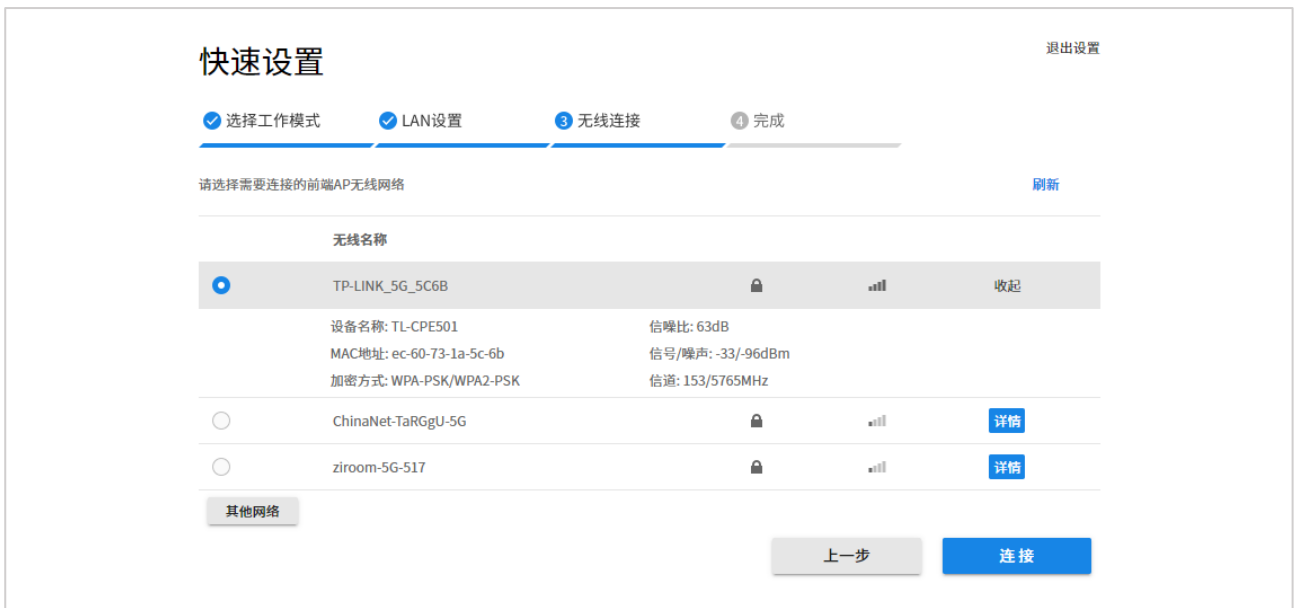 快速设置
退出设置
选择工作模式 LAN设置 3 无线连接 4 完成
请选择需要连接的前端AP无线网络 刷新
无线名称
TP-LINK_5G_5C6B 收起
设备名称: TL-CPE501 信噪比: 63dB
MAC地址: ec-60-73-1a-5c-6b 信号/噪声: -33/-96dBm
加密方式: WPA-PSK/WPA2-PSK 信道: 153/5765MHz
ChinaNet-TaRGgU-5G 详情
ziroom-5G-517 详情
其他网络
上一步 连接